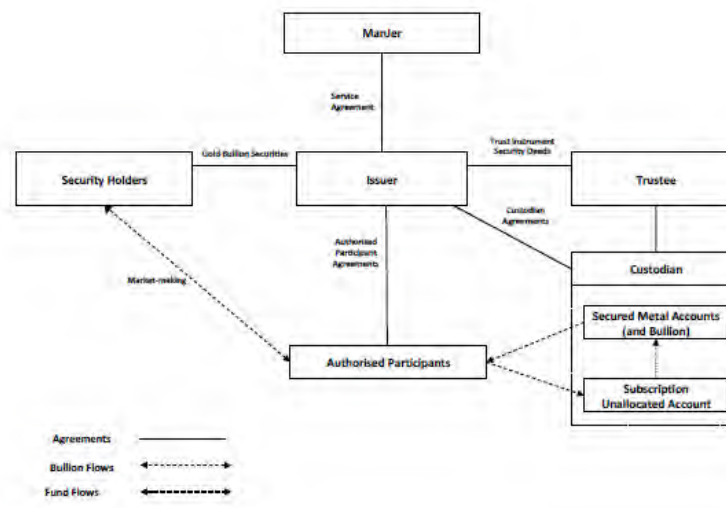 ManJer
Service
Agreement
Gold Bullion Securities
Trust Instrument
Security Deeds
Security Holders
Issuer
Trustee
Custodian
Agreements
Authorised
Participant
Agreements
Custodian
Market-making
Secured Metal Accounts
(and Bullion)
Authorised Participants
Subscription
Unallocated Account
Agreements
Bullion Flows
Fund Flows